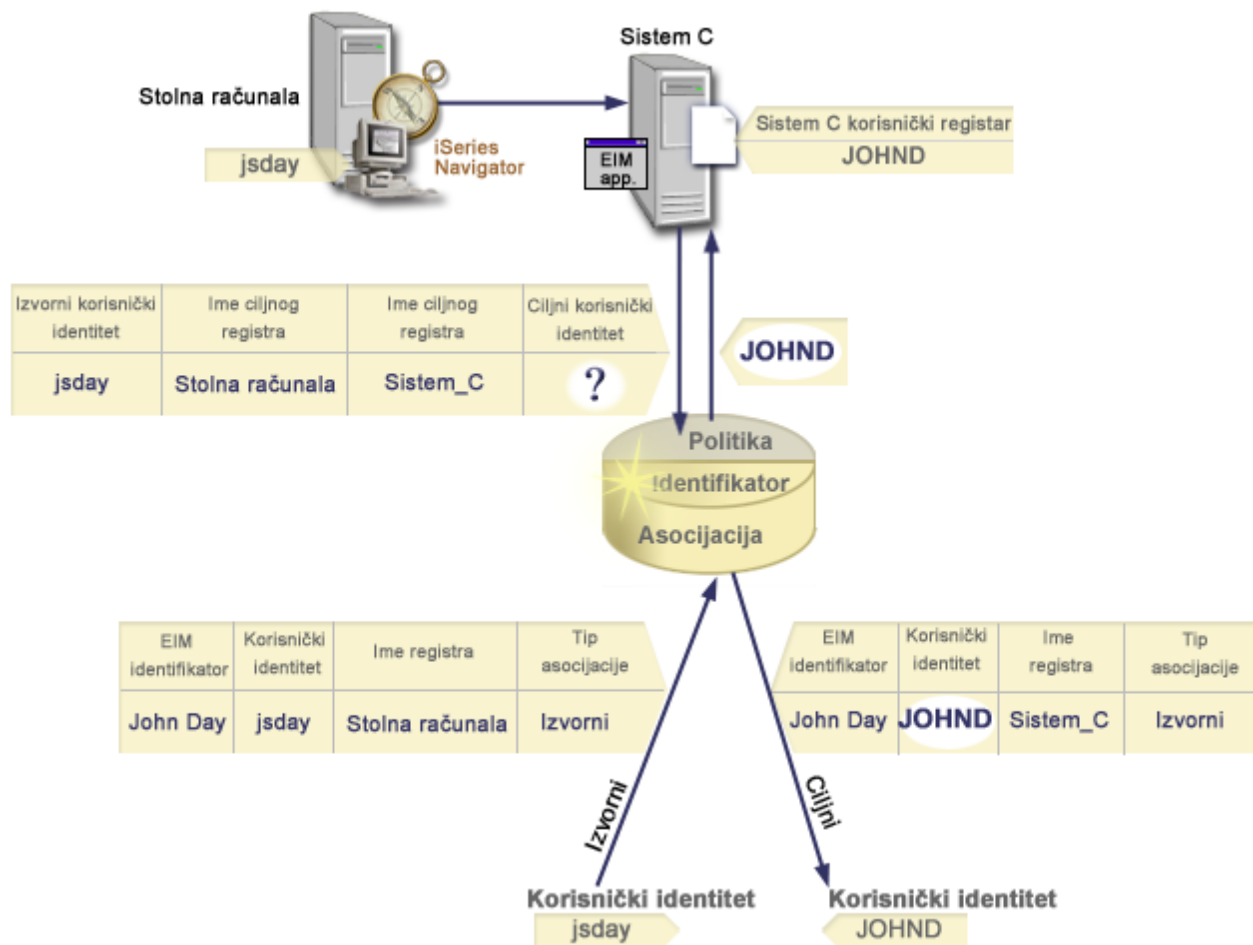 Sistem C
Stolna računala
jsday
iSeries
Navigator
EIM
app.
Sistem C korisnički registar
JOHND
Izvorni korisnički identitet
Ime ciljnog registra
Ime ciljnog registra
Ciljni korisnički identitet
jsday
Stolna računala
Sistem_C
?
JOHND
Politika
Identifikator
Asocijacija
EIM identifikator
Korisnički identitet
Ime registra
Tip asocijacije
John Day
jsday
Stolna računala
Izvorni
EIM identifikator
Korisnički identitet
Ime registra
Tip asocijacije
John Day
JOHND
Sistem_C
Izvorni
Izvorni
Ciljni
Korisnički identitet
jsday
Korisnički identitet
JOHND